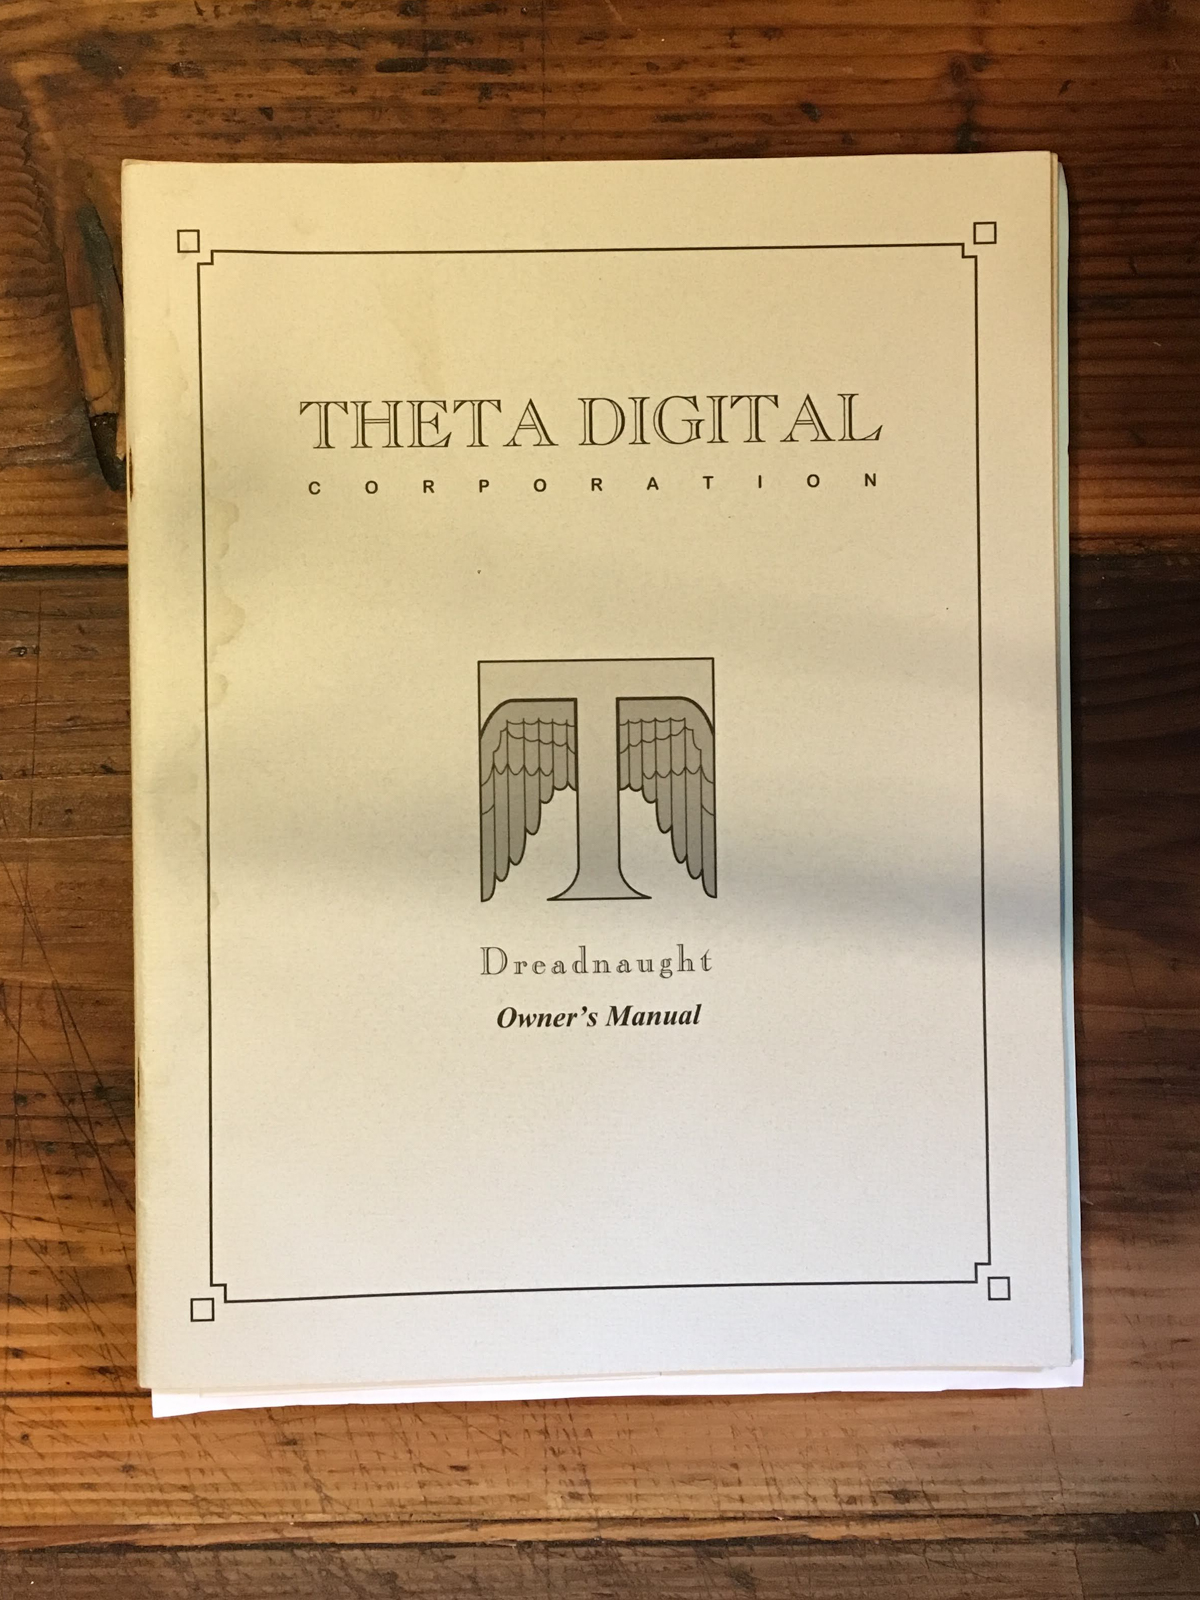 THETA DIGITAL
CORPORATION
T
Dreadnaught
Owner's Manual